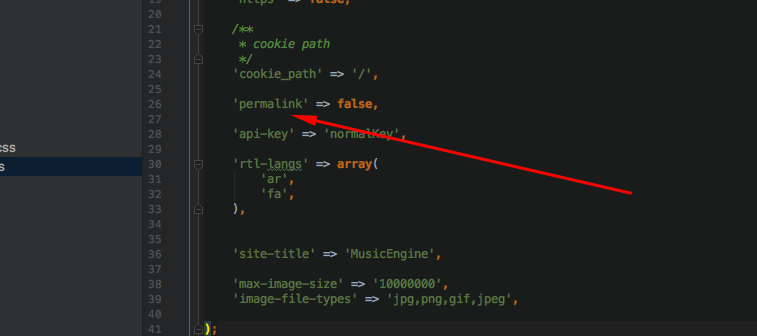 19 'https' => false,
20
21 /**
22 * cookie path
23 */
24 'cookie_path' => '/',
25
26 'permalink' => false,
27
28 'api-key' => 'normalKey',
29
30 'rtl-langs' => array(
31 'ar',
32 'fa',
33 ),
34
35
36 'site-title' => 'MusicEngine',
37
38 'max-image-size' => '10000000',
39 'image-file-types' => 'jpg,png,gif,jpeg',
40
41 );
css
s